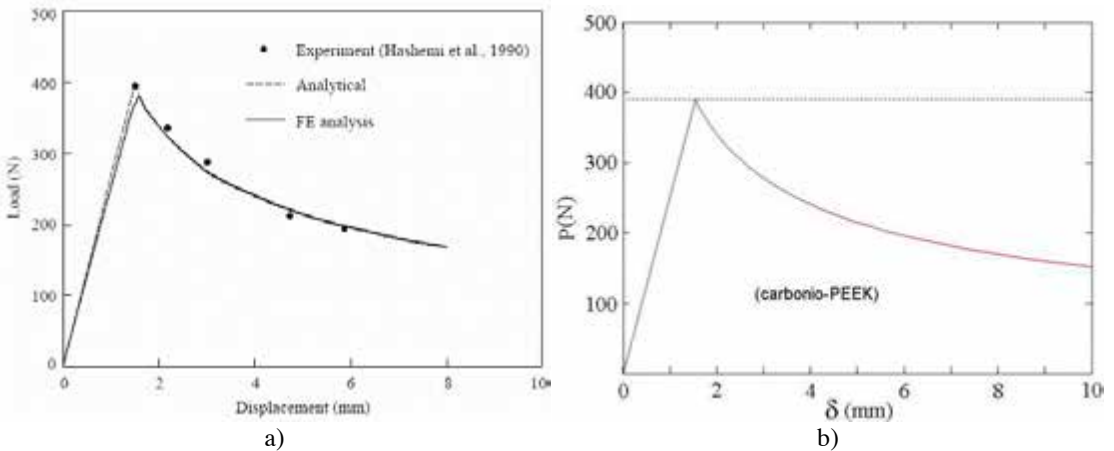 500
400
300
200
100
0
Load (N)
Experiment (Hashemi et al., 1990)
Analytical
FE analysis
0 2 4 6 8 10
Displacement (mm)
a)
500
400
300
200
100
P(N)
(carbonio-PEEK)
0 2 4 6 8 10
δ (mm)
b)